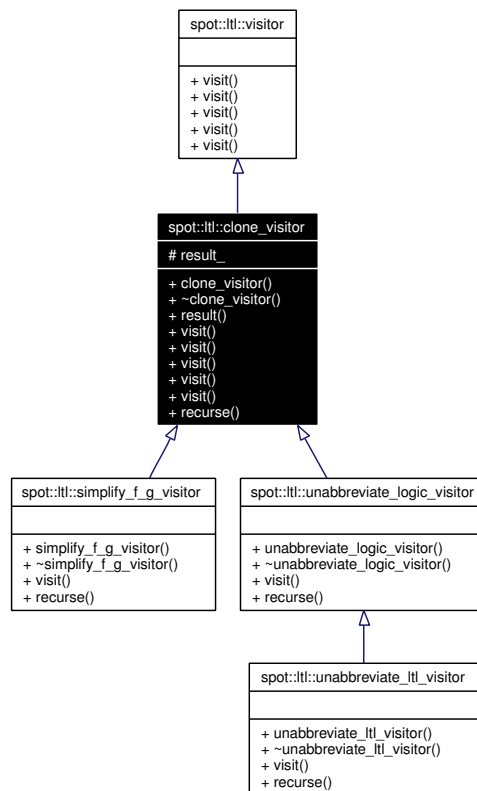 spot::ltl::visitor
+ visit()
+ visit()
+ visit()
+ visit()
+ visit()
spot::ltl::clone_visitor
# result_
+ clone_visitor()
+ ~clone_visitor()
+ result()
+ visit()
+ visit()
+ visit()
+ visit()
+ visit()
+ recurse()
spot::ltl::simplify_f_g_visitor
+ simplify_f_g_visitor()
+ ~simplify_f_g_visitor()
+ visit()
+ recurse()
spot::ltl::unabbreviate_logic_visitor
+ unabbreviate_logic_visitor()
+ ~unabbreviate_logic_visitor()
+ visit()
+ recurse()
spot::ltl::unabbreviate_ltl_visitor
+ unabbreviate_ltl_visitor()
+ ~unabbreviate_ltl_visitor()
+ visit()
+ recurse()